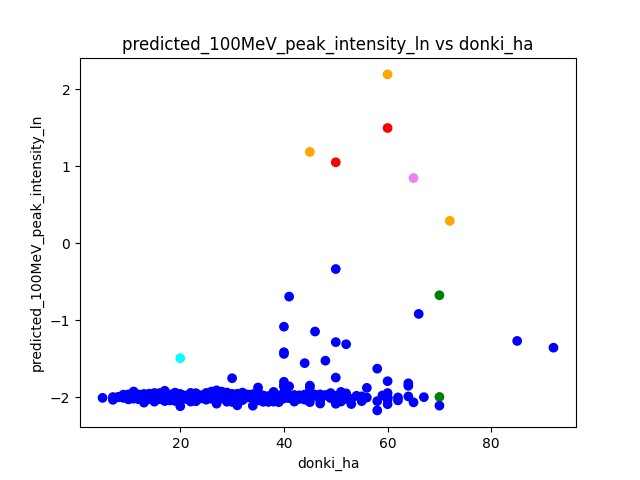 predicted_100MeV_peak_intensity_ln vs donki_ha
predicted_100MeV_peak_intensity_ln
2
1
0
−1
−2
20 40 60 80
donki_ha